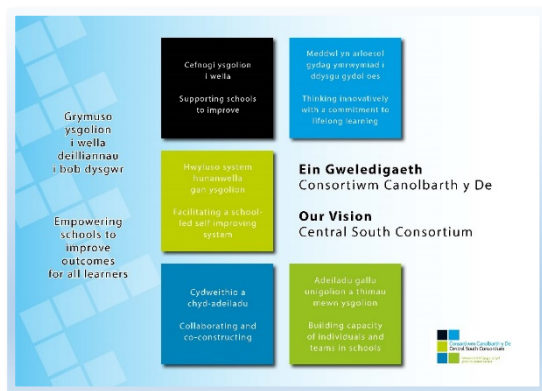 Grymuso
ysgolion
i wella
deilliannau
i bob dysgwr
Empowering
schools to
improve
outcomes
for all learners
Cefnogi ysgolion
i wella
Supporting schools
to improve
Meddwl yn arloesol
gydag ymrwymiad i
ddysgu gydol oes
Thinking innovatively
with a commitment to
lifelong learning
Hwyluso system
hunanwella
gan ysgolion
Facilitating a school-
led self improving
system
Ein Gweledigaeth
Consortiwm Canolbarth y De
Our Vision
Central South Consortium
Cydweithio a
chyd-adeiladu
Collaborating and
co-constructing
Adeiladu gallu
unigolion a thimau
mewn ysgolion
Building capacity
of individuals and
teams in schools
Consortiwm Canolbarth y De
Central South Consortium